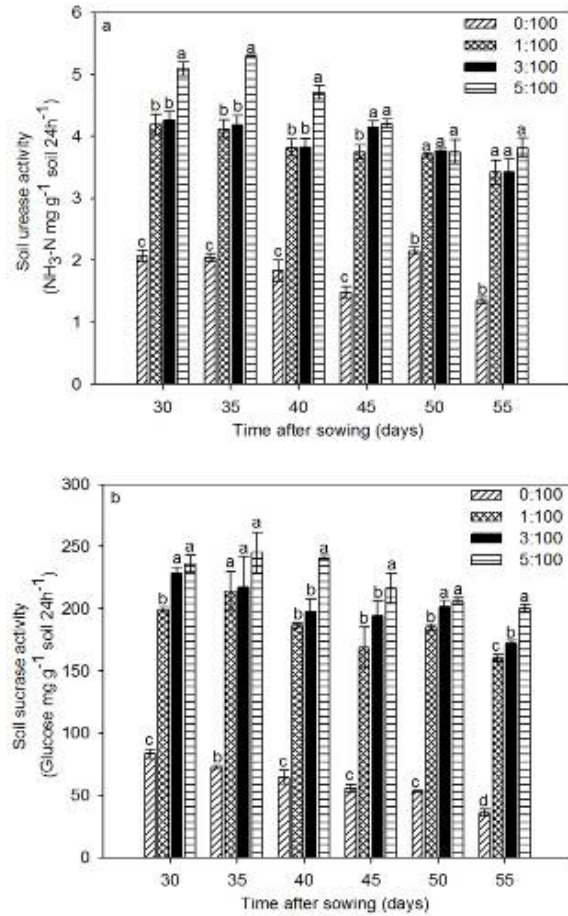 a
0:100
1:100
3:100
5:100
Soil urease activity
(NH3-N mg g-1 soil 24h-1)
6
5
4
3
2
1
0
c b b a
c b b a
c b b a
c b a a
c a a a
b a a a
30 35 40 45 50 55
Time after sowing (days)
b
0:100
1:100
3:100
5:100
Soil sucrase activity
(Glucose mg g-1 soil 24h-1)
300
250
200
150
100
50
0
c b a a
b a a a
c b b a
c b b a
c b a a
d c b a
30 35 40 45 50 55
Time after sowing (days)